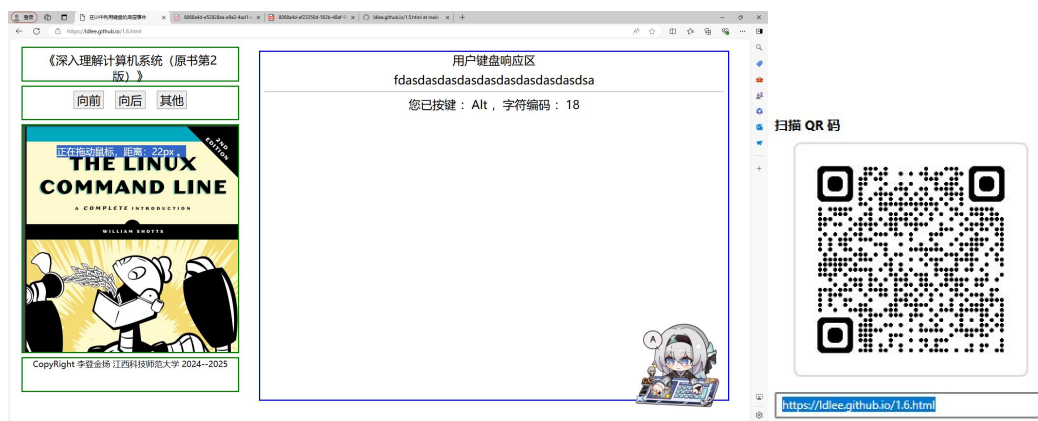 登录
在UI中利用键盘的高层事件
https://ldlee.github.io/1.6.html
《深入理解计算机系统（原书第2
版）》
向前 向后 其他
2ND
EDITION
正在拖动鼠标，距离：22px 。
THE LINUX
COMMAND LINE
A COMPLETE INTRODUCTION
WILLIAM SHOTTS
CopyRight 李登金扬 江西科技师范大学 2024--2025
用户键盘响应区
fdasdasdasdasdasdasdasdasdasdsa
您已按键 ：Alt ，字符编码 ：18
A
扫描 QR 码
https://ldlee.github.io/1.6.html